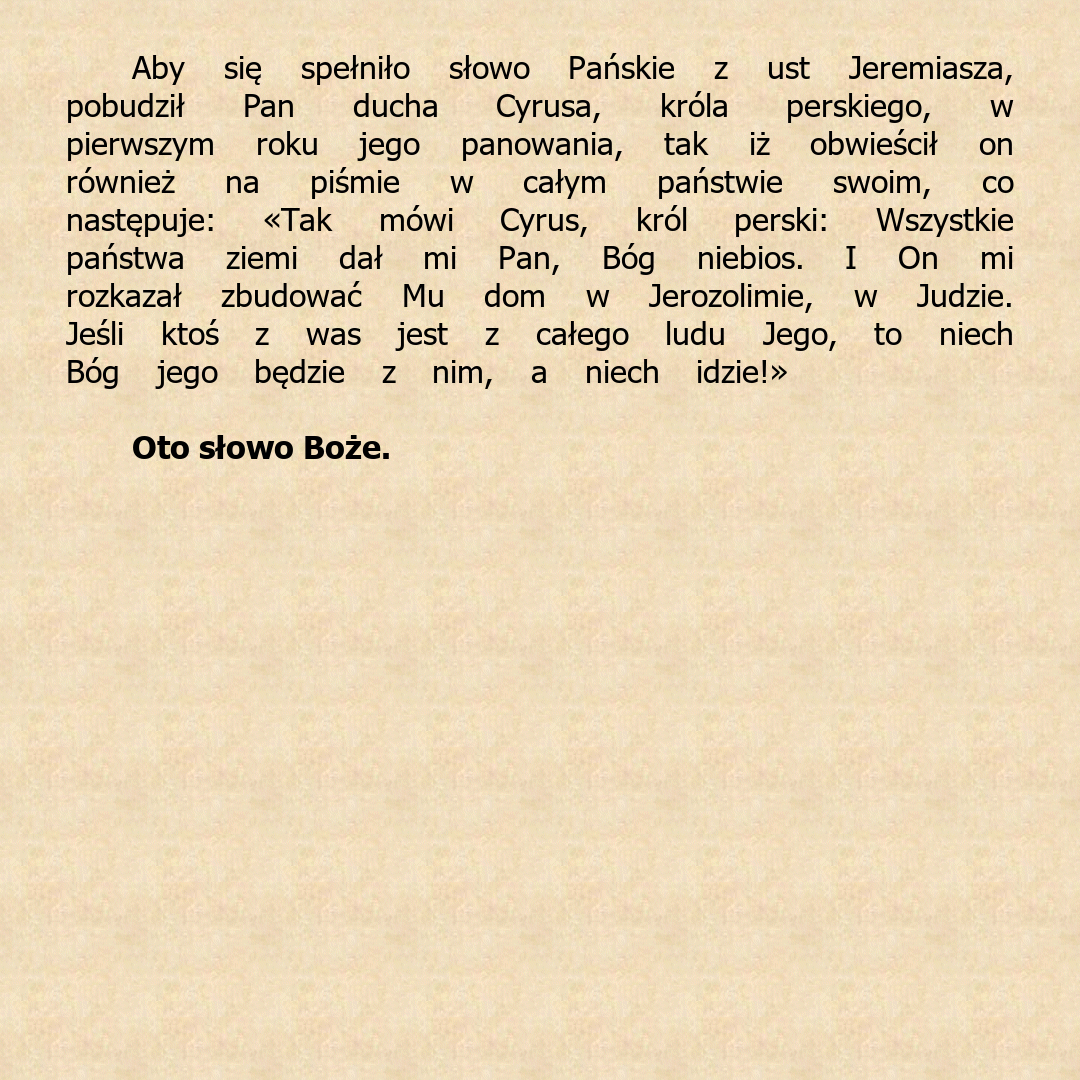 Aby się spełniło słowo Pańskie z ust Jeremiasza,
pobudził Pan ducha Cyrusa, króla perskiego, w
pierwszym roku jego panowania, tak iż obwieścił on
również na piśmie w całym państwie swoim, co
następuje: «Tak mówi Cyrus, król perski: Wszystkie
państwa ziemi dał mi Pan, Bóg niebios. I On mi
rozkazał zbudować Mu dom w Jerozolimie, w Judzie.
Jeśli ktoś z was jest z całego ludu Jego, to niech
Bóg jego będzie z nim, a niech idzie!»
Oto słowo Boże.